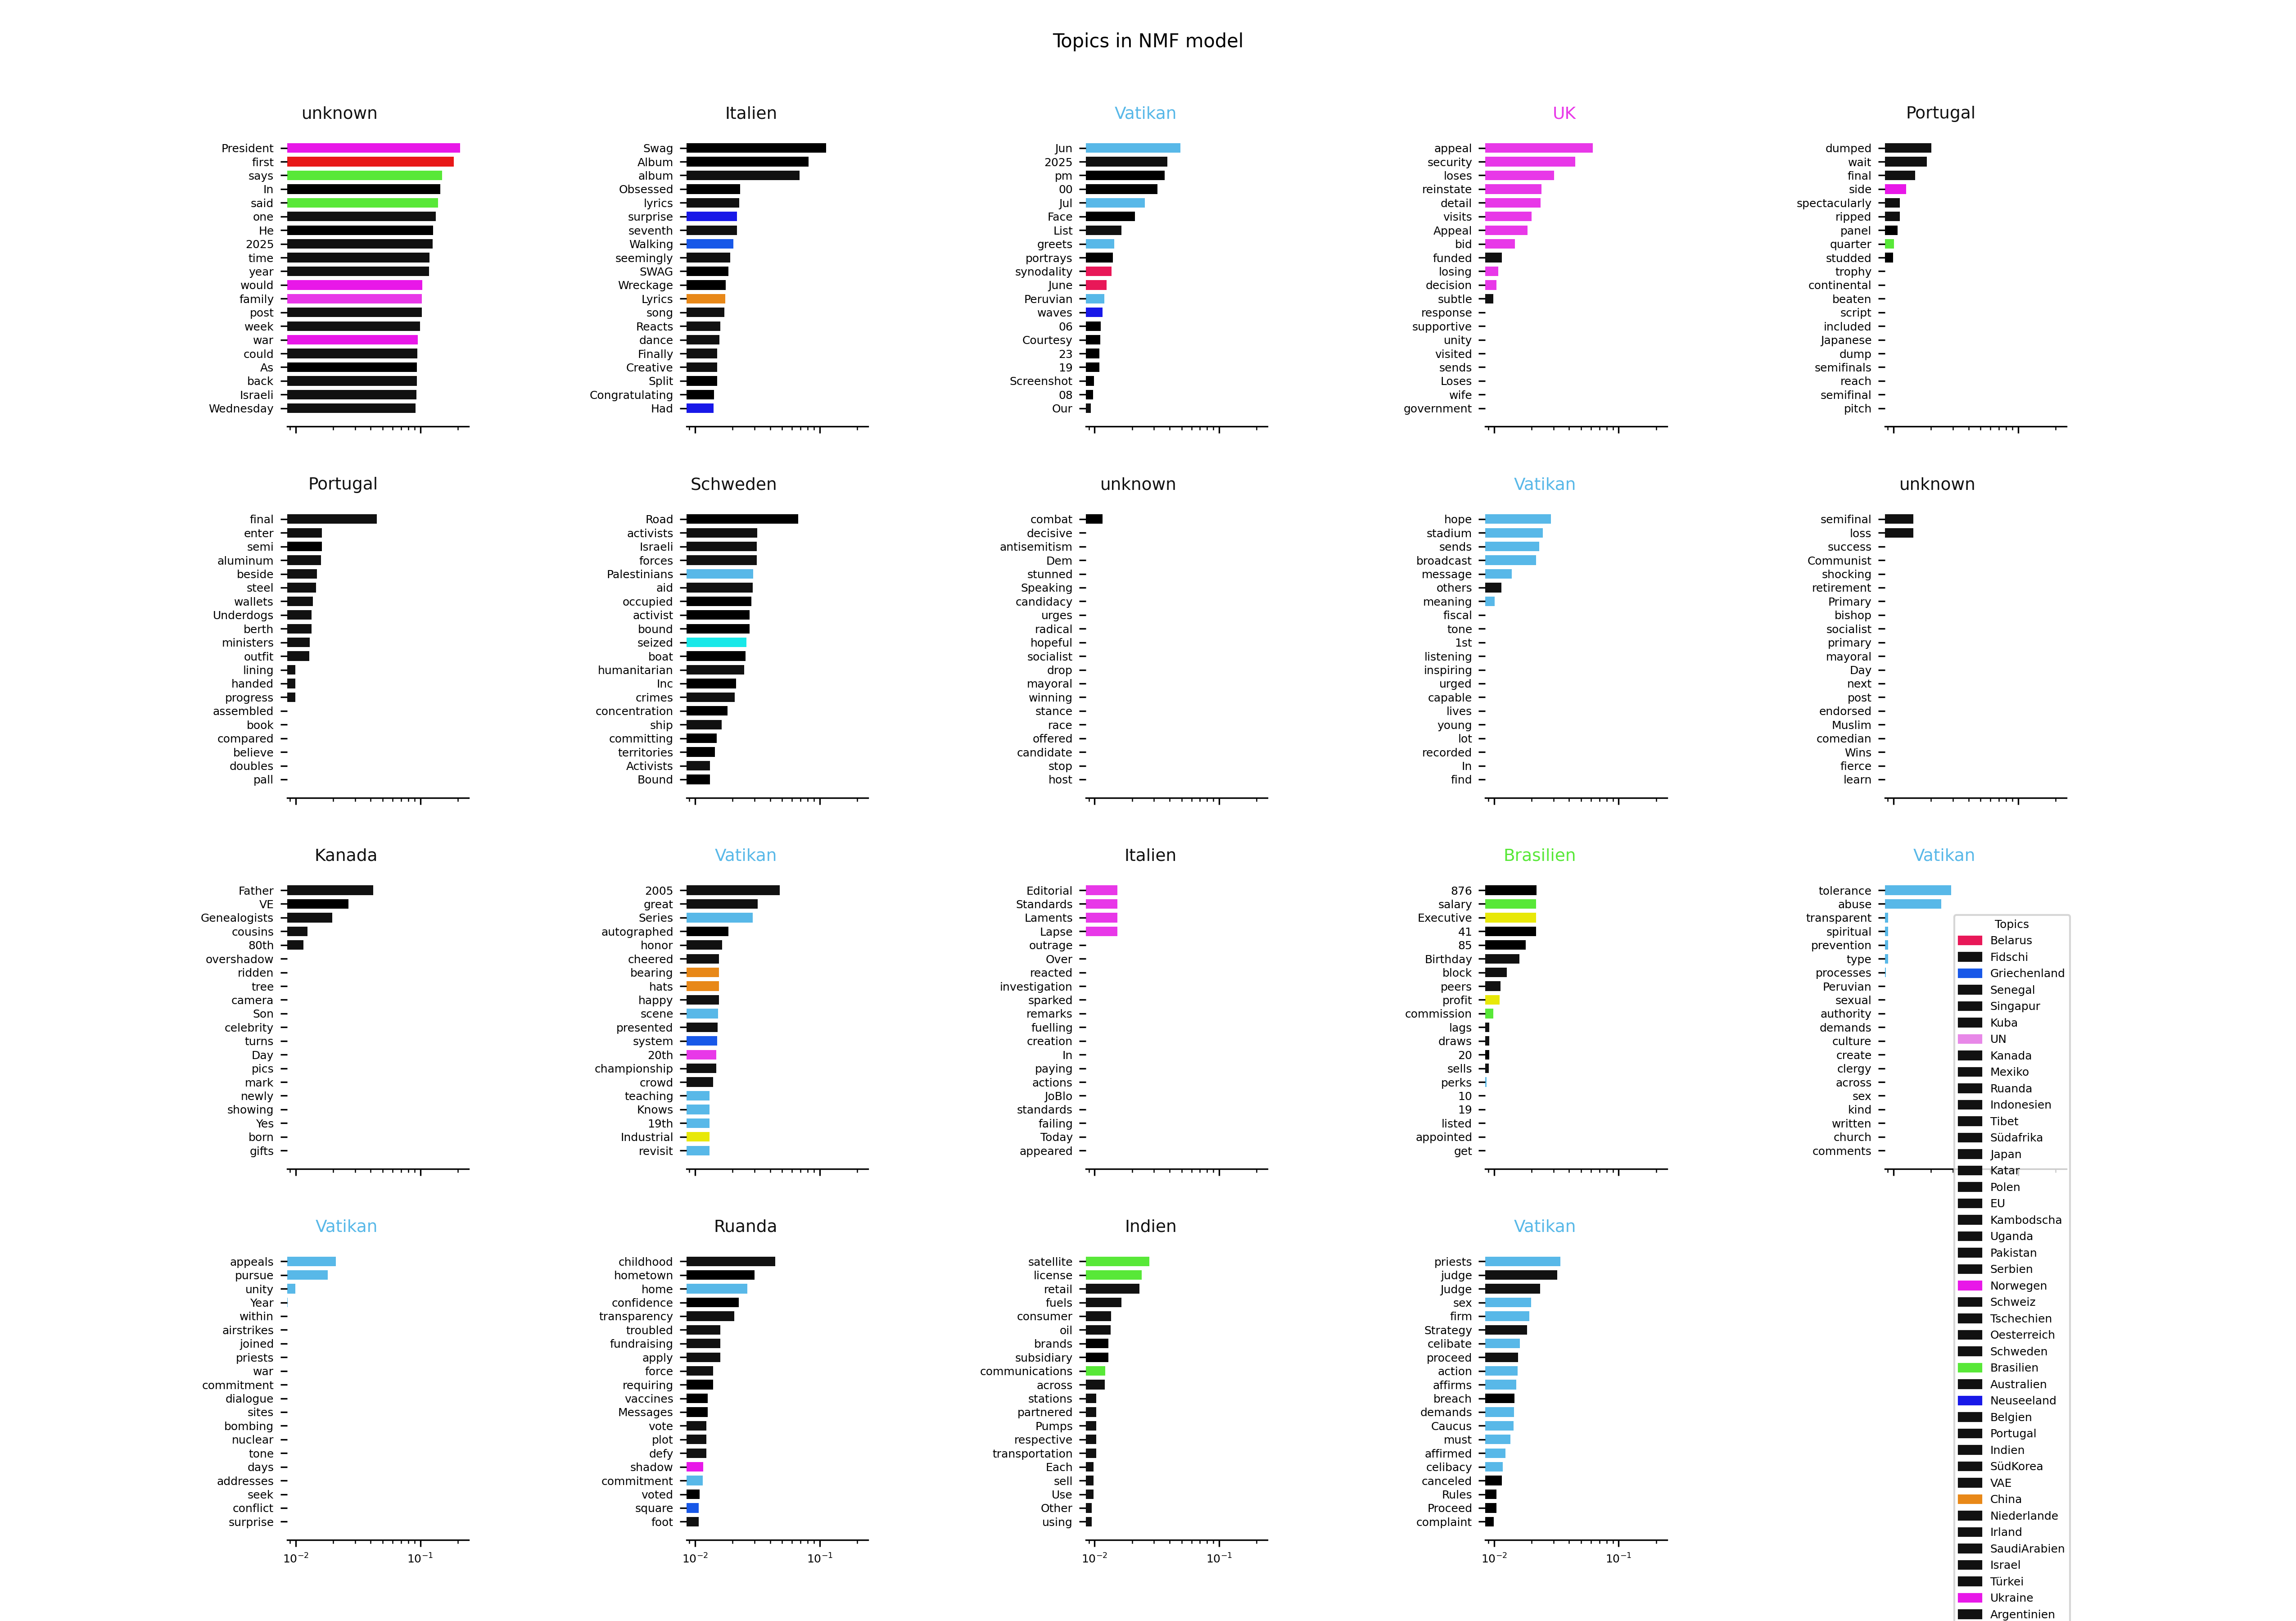 Topics in NMF model
unknown
President
first
says
In
said
one
He
2025
time
year
would
family
post
week
war
could
As
back
Israeli
Wednesday
Italien
Swag
Album
album
Obsessed
lyrics
surprise
seventh
Walking
seemingly
SWAG
Wreckage
Lyrics
song
Reacts
dance
Finally
Creative
Split
Congratulating
Had
Vatikan
Jun
2025
pm
00
Jul
Face
List
greets
portrays
synodality
June
Peruvian
waves
06
Courtesy
23
19
Screenshot
08
Our
UK
appeal
security
loses
reinstate
detail
visits
Appeal
bid
funded
losing
decision
subtle
response
supportive
unity
visited
sends
Loses
wife
government
Portugal
dumped
wait
final
side
spectacularly
ripped
panel
quarter
studded
trophy
continental
beaten
script
included
Japanese
dump
semifinals
reach
semifinal
pitch
Portugal
final
enter
semi
aluminum
beside
steel
wallets
Underdogs
berth
ministers
outfit
lining
handed
progress
assembled
book
compared
believe
doubles
pall
Schweden
Road
activists
Israeli
forces
Palestinians
aid
occupied
activist
bound
seized
boat
humanitarian
Inc
crimes
concentration
ship
committing
territories
Activists
Bound
unknown
combat
decisive
antisemitism
Dem
stunned
Speaking
candidacy
urges
radical
hopeful
socialist
drop
mayoral
winning
stance
race
offered
candidate
stop
host
Vatikan
hope
stadium
sends
broadcast
message
others
meaning
fiscal
tone
1st
listening
inspiring
urged
capable
lives
young
lot
recorded
In
find
unknown
semifinal
loss
success
Communist
shocking
retirement
Primary
bishop
socialist
primary
mayoral
Day
next
post
endorsed
Muslim
comedian
Wins
fierce
learn
Kanada
Father
VE
Genealogists
cousins
80th
overshadow
ridden
tree
camera
Son
celebrity
turns
Day
pics
mark
newly
showing
Yes
born
gifts
Vatikan
2005
great
Series
autographed
honor
cheered
bearing
hats
happy
scene
presented
system
20th
championship
crowd
teaching
Knows
19th
Industrial
revisit
Italien
Editorial
Standards
Laments
Lapse
outrage
Over
reacted
investigation
sparked
remarks
fuelling
creation
In
paying
actions
JoBlo
standards
failing
Today
appeared
Brasilien
876
salary
Executive
41
85
Birthday
block
peers
profit
commission
lags
draws
20
sells
perks
10
19
listed
appointed
get
Vatikan
tolerance
abuse
transparent
spiritual
prevention
type
processes
Peruvian
sexual
authority
demands
culture
create
clergy
across
sex
kind
written
church
comments
Vatikan
appeals
pursue
unity
Year
within
airstrikes
joined
priests
war
commitment
dialogue
sites
bombing
nuclear
tone
days
addresses
seek
conflict
surprise
10⁻² 10⁻¹
Ruanda
childhood
hometown
home
confidence
transparency
troubled
fundraising
apply
force
requiring
vaccines
Messages
vote
plot
defy
shadow
commitment
voted
square
foot
10⁻² 10⁻¹
Indien
satellite
license
retail
fuels
consumer
oil
brands
subsidiary
communications
across
stations
partnered
Pumps
respective
transportation
Each
sell
Use
Other
using
10⁻² 10⁻¹
Vatikan
priests
judge
Judge
sex
firm
Strategy
celibate
proceed
action
affirms
breach
demands
Caucus
must
affirmed
celibacy
canceled
Rules
Proceed
complaint
10⁻² 10⁻¹
Topics
Belarus
Fidschi
Griechenland
Senegal
Singapur
Kuba
UN
Kanada
Mexiko
Ruanda
Indonesien
Tibet
Südafrika
Japan
Katar
Polen
EU
Kambodscha
Uganda
Pakistan
Serbien
Norwegen
Schweiz
Tschechien
Oesterreich
Schweden
Brasilien
Australien
Neuseeland
Belgien
Portugal
Indien
SüdKorea
VAE
China
Niederlande
Irland
SaudiArabien
Israel
Türkei
Ukraine
Argentinien